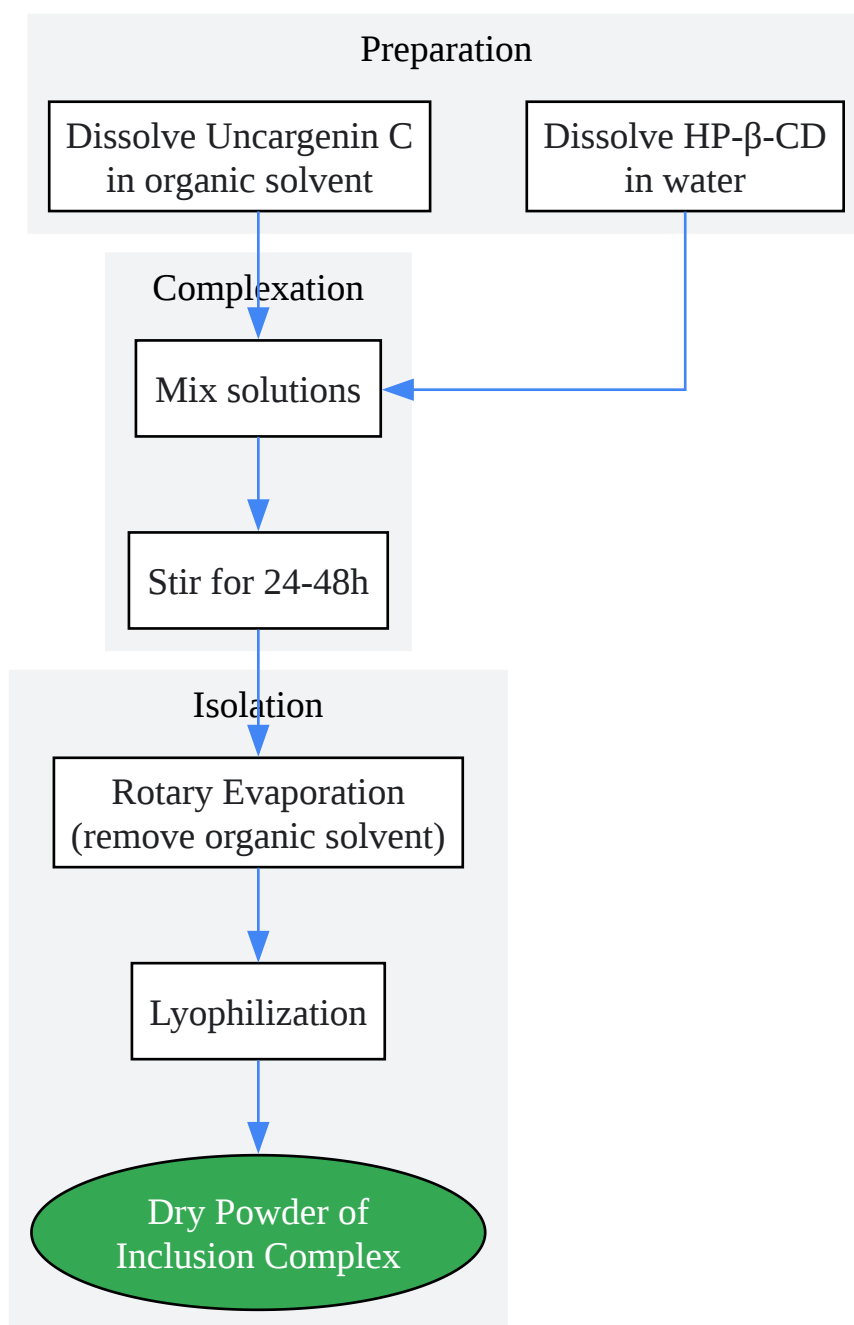 Preparation
Dissolve Uncargenin C
in organic solvent
Dissolve HP-β-CD
in water
Complexation
Mix solutions
Stir for 24-48h
Isolation
Rotary Evaporation
(remove organic solvent)
Lyophilization
Dry Powder of
Inclusion Complex